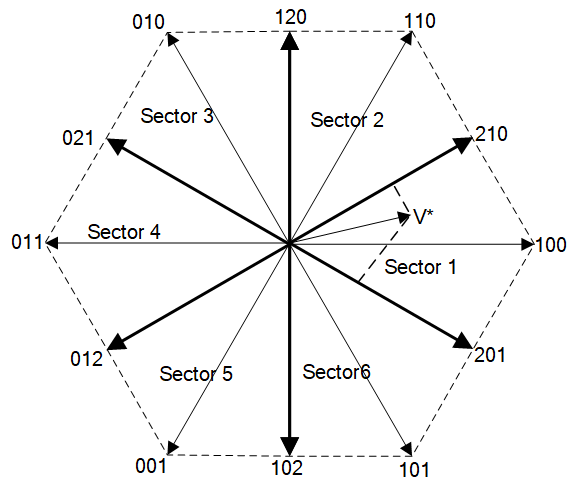 010
120
110
Sector 3
Sector 2
021
210
V*
011
Sector 4
100
Sector 1
012
201
Sector 5
Sector6
001
102
101